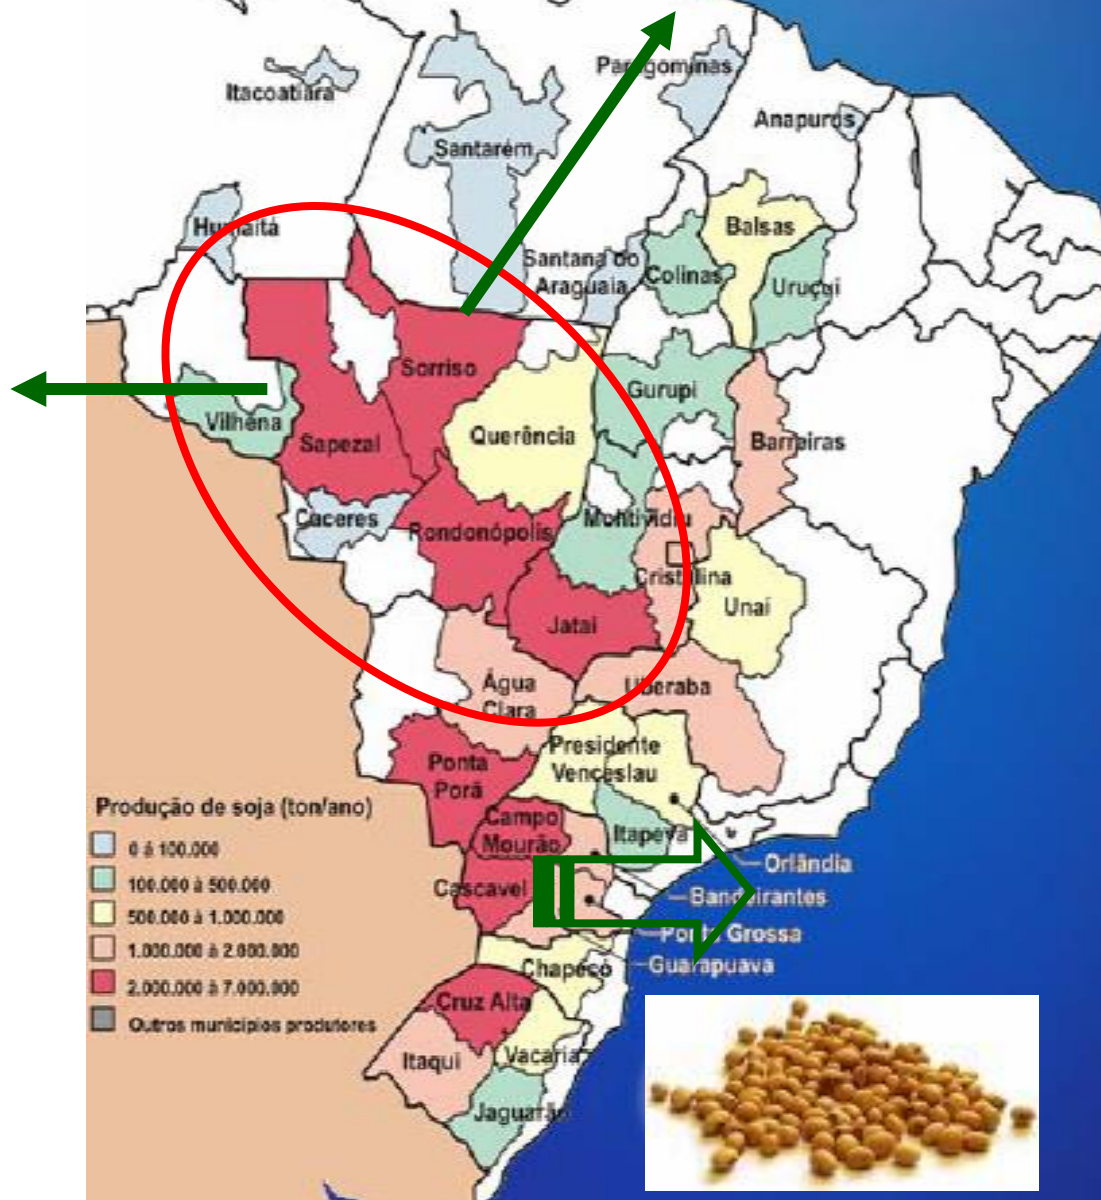 Paragominas
Itacoatiara
Anapurus
Santarém
Humaitá
Balsas
Santana do
Araguaia
Colinas
Uruçuí
Sorriso
Gurupi
Vilhena
Sapezal
Querência
Barreiras
Caceres
Rondonópolis
Montividiu
Cristalina
Unaí
Jatai
Água
Clara
Uberaba
Presidente
Venceslau
Ponta
Porã
Produção de soja (ton/ano)
0 à 100.000
100.000 à 500.000
500.000 à 1.000.000
1.000.000 à 2.000.000
2.000.000 à 7.000.000
Outros municípios produtores
Campo
Mourão
Itapeva
Orlândia
Cascavel
Bandeirantes
Ponta Grossa
Guarapuava
Chapecó
Cruz Alta
Itaqui
Vacaria
Jaguarão